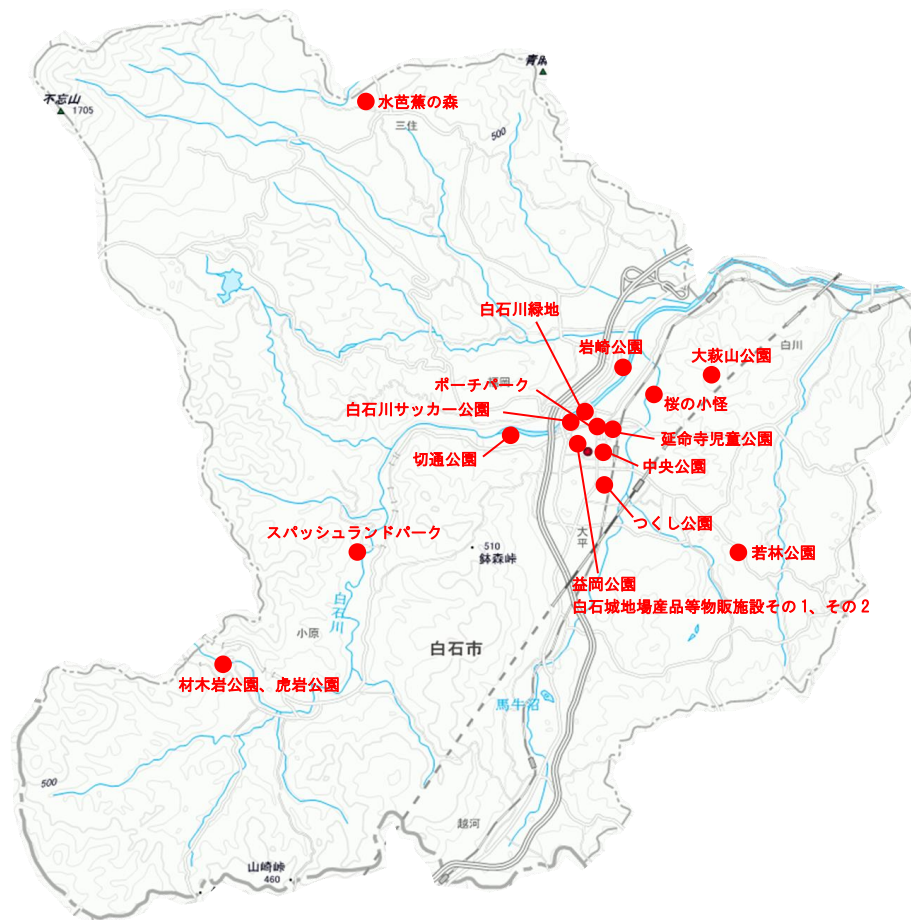 不忘山
1705
水芭蕉の森
三住
500
白石川緑地
岩崎公園
白川
大萩山公園
ポーチパーク
福岡
桜の小怪
白石川サッカー公園
延命寺児童公園
切通公園
中央公園
つくし公園
スパッシュランドパーク
大平
510
鉢森峠
若林公園
益岡公園
白石城地場産品等物販施設その1、その2
白石川
小原
白石市
材木岩公園、虎岩公園
馬牛沼
500
越河
山崎峠
460